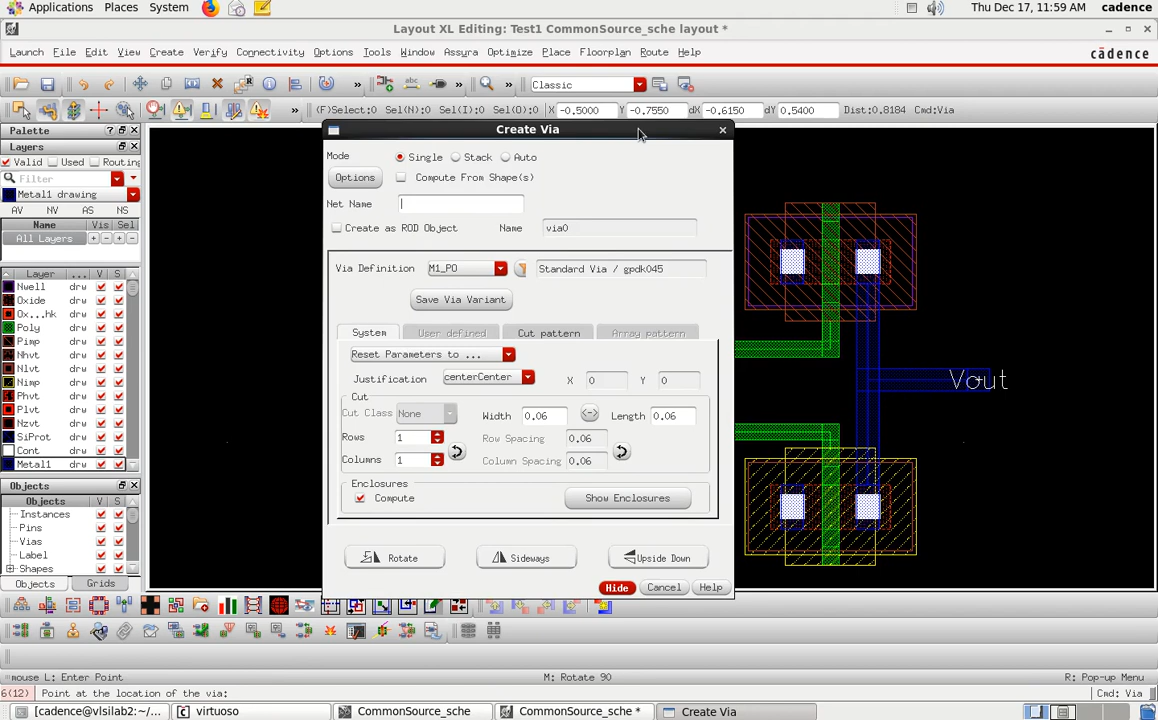 Applications Places System Thu Dec 17, 11:59 AM cadence
Layout XL Editing: Test1 CommonSource_sche layout *
Launch File Edit View Create Verify Connectivity Options Tools Window Assura Optimize Place Floorplan Route Help cādence
» » » Classic
» (F)Select:0 Sel(N):0 Sel(I):0 Sel(O):0 X -0.5000 Y -0.7550 dX -0.6150 dY 0.5400 Dist:0.8184 Cmd:Via
Palette
Layers
Valid Used Routing
Filter
Metal1 drawing
AV NV AS NS
Name Vis Sel
All Layers
Layer ... V S
Nwell drw
Oxide drw
Ox...hk drw
Poly drw
Pimp drw
Nhvt drw
Nlvt drw
Nimp drw
Phvt drw
Plvt drw
Nzvt drw
SiProt drw
Cont drw
Metal1 drw
Objects
Objects V S
Instances
Pins
Vias
Label
Shapes
Objects Grids
Create Via
Mode Single Stack Auto
Options Compute From Shape(s)
Net Name
Create as ROD Object Name via0
Via Definition M1_PO Standard Via / gpdk045
Save Via Variant
System User defined Cut pattern Array pattern
Reset Parameters to ...
Justification centerCenter X 0 Y 0
Cut
Cut Class None Width 0.06 Length 0.06
Rows 1 Row Spacing 0.06
Columns 1 Column Spacing 0.06
Enclosures
Compute Show Enclosures
Rotate Sideways Upside Down
Hide Cancel Help
Vout
mouse L: Enter Point M: Rotate 90 R: Pop-up Menu
6(12) Point at the location of the via: Cmd: Via
[cadence@vlsilab2:~/... virtuoso CommonSource_sche CommonSource_sche * Create Via